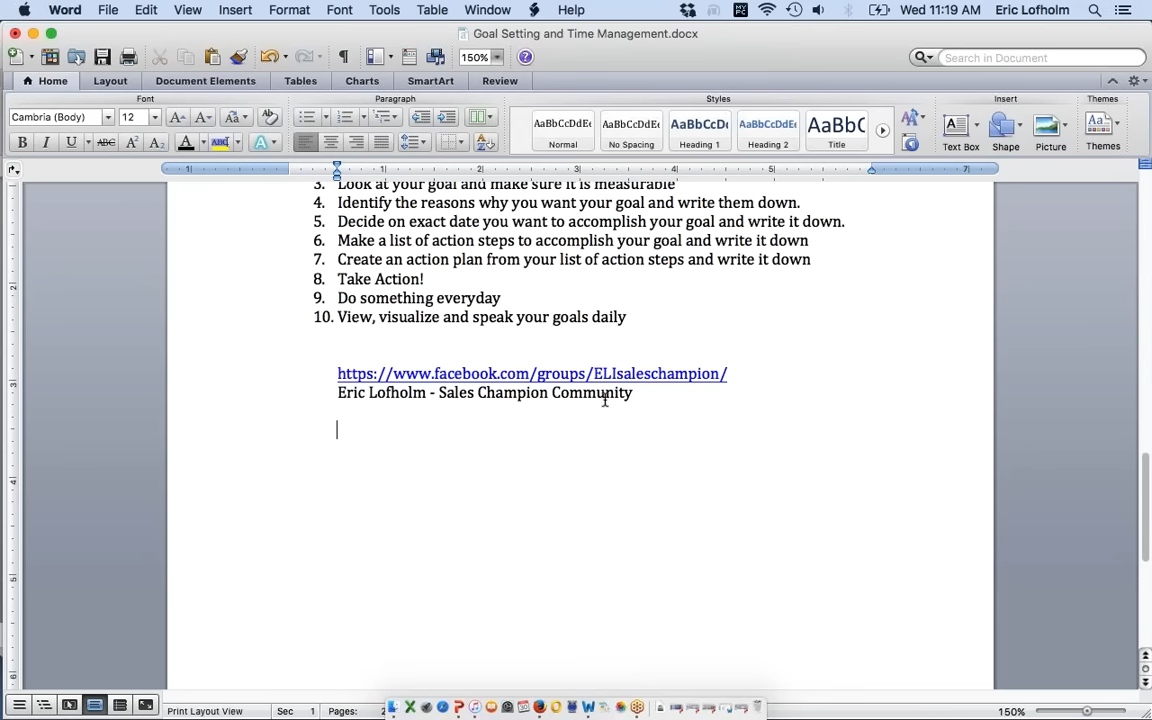 Word File Edit View Insert Format Font Tools Table Window Help Wed 11:19 AM Eric Lofholm
Goal Setting and Time Management.docx
150% Search in Document
Home Layout Document Elements Tables Charts SmartArt Review
Font Paragraph Styles Insert Themes
Cambria (Body) 12
AaBbCcDdEe AaBbCcDdEe AaBbCcDc AaBbCcDdEe AaBbC
Normal No Spacing Heading 1 Heading 2 Title Text Box Shape Picture Themes
3. Look at your goal and make sure it is measurable
4. Identify the reasons why you want your goal and write them down.
5. Decide on exact date you want to accomplish your goal and write it down.
6. Make a list of action steps to accomplish your goal and write it down
7. Create an action plan from your list of action steps and write it down
8. Take Action!
9. Do something everyday
10. View, visualize and speak your goals daily
https://www.facebook.com/groups/ELIsaleschampion/
Eric Lofholm - Sales Champion Community
Print Layout View Sec 1 Pages: 150%